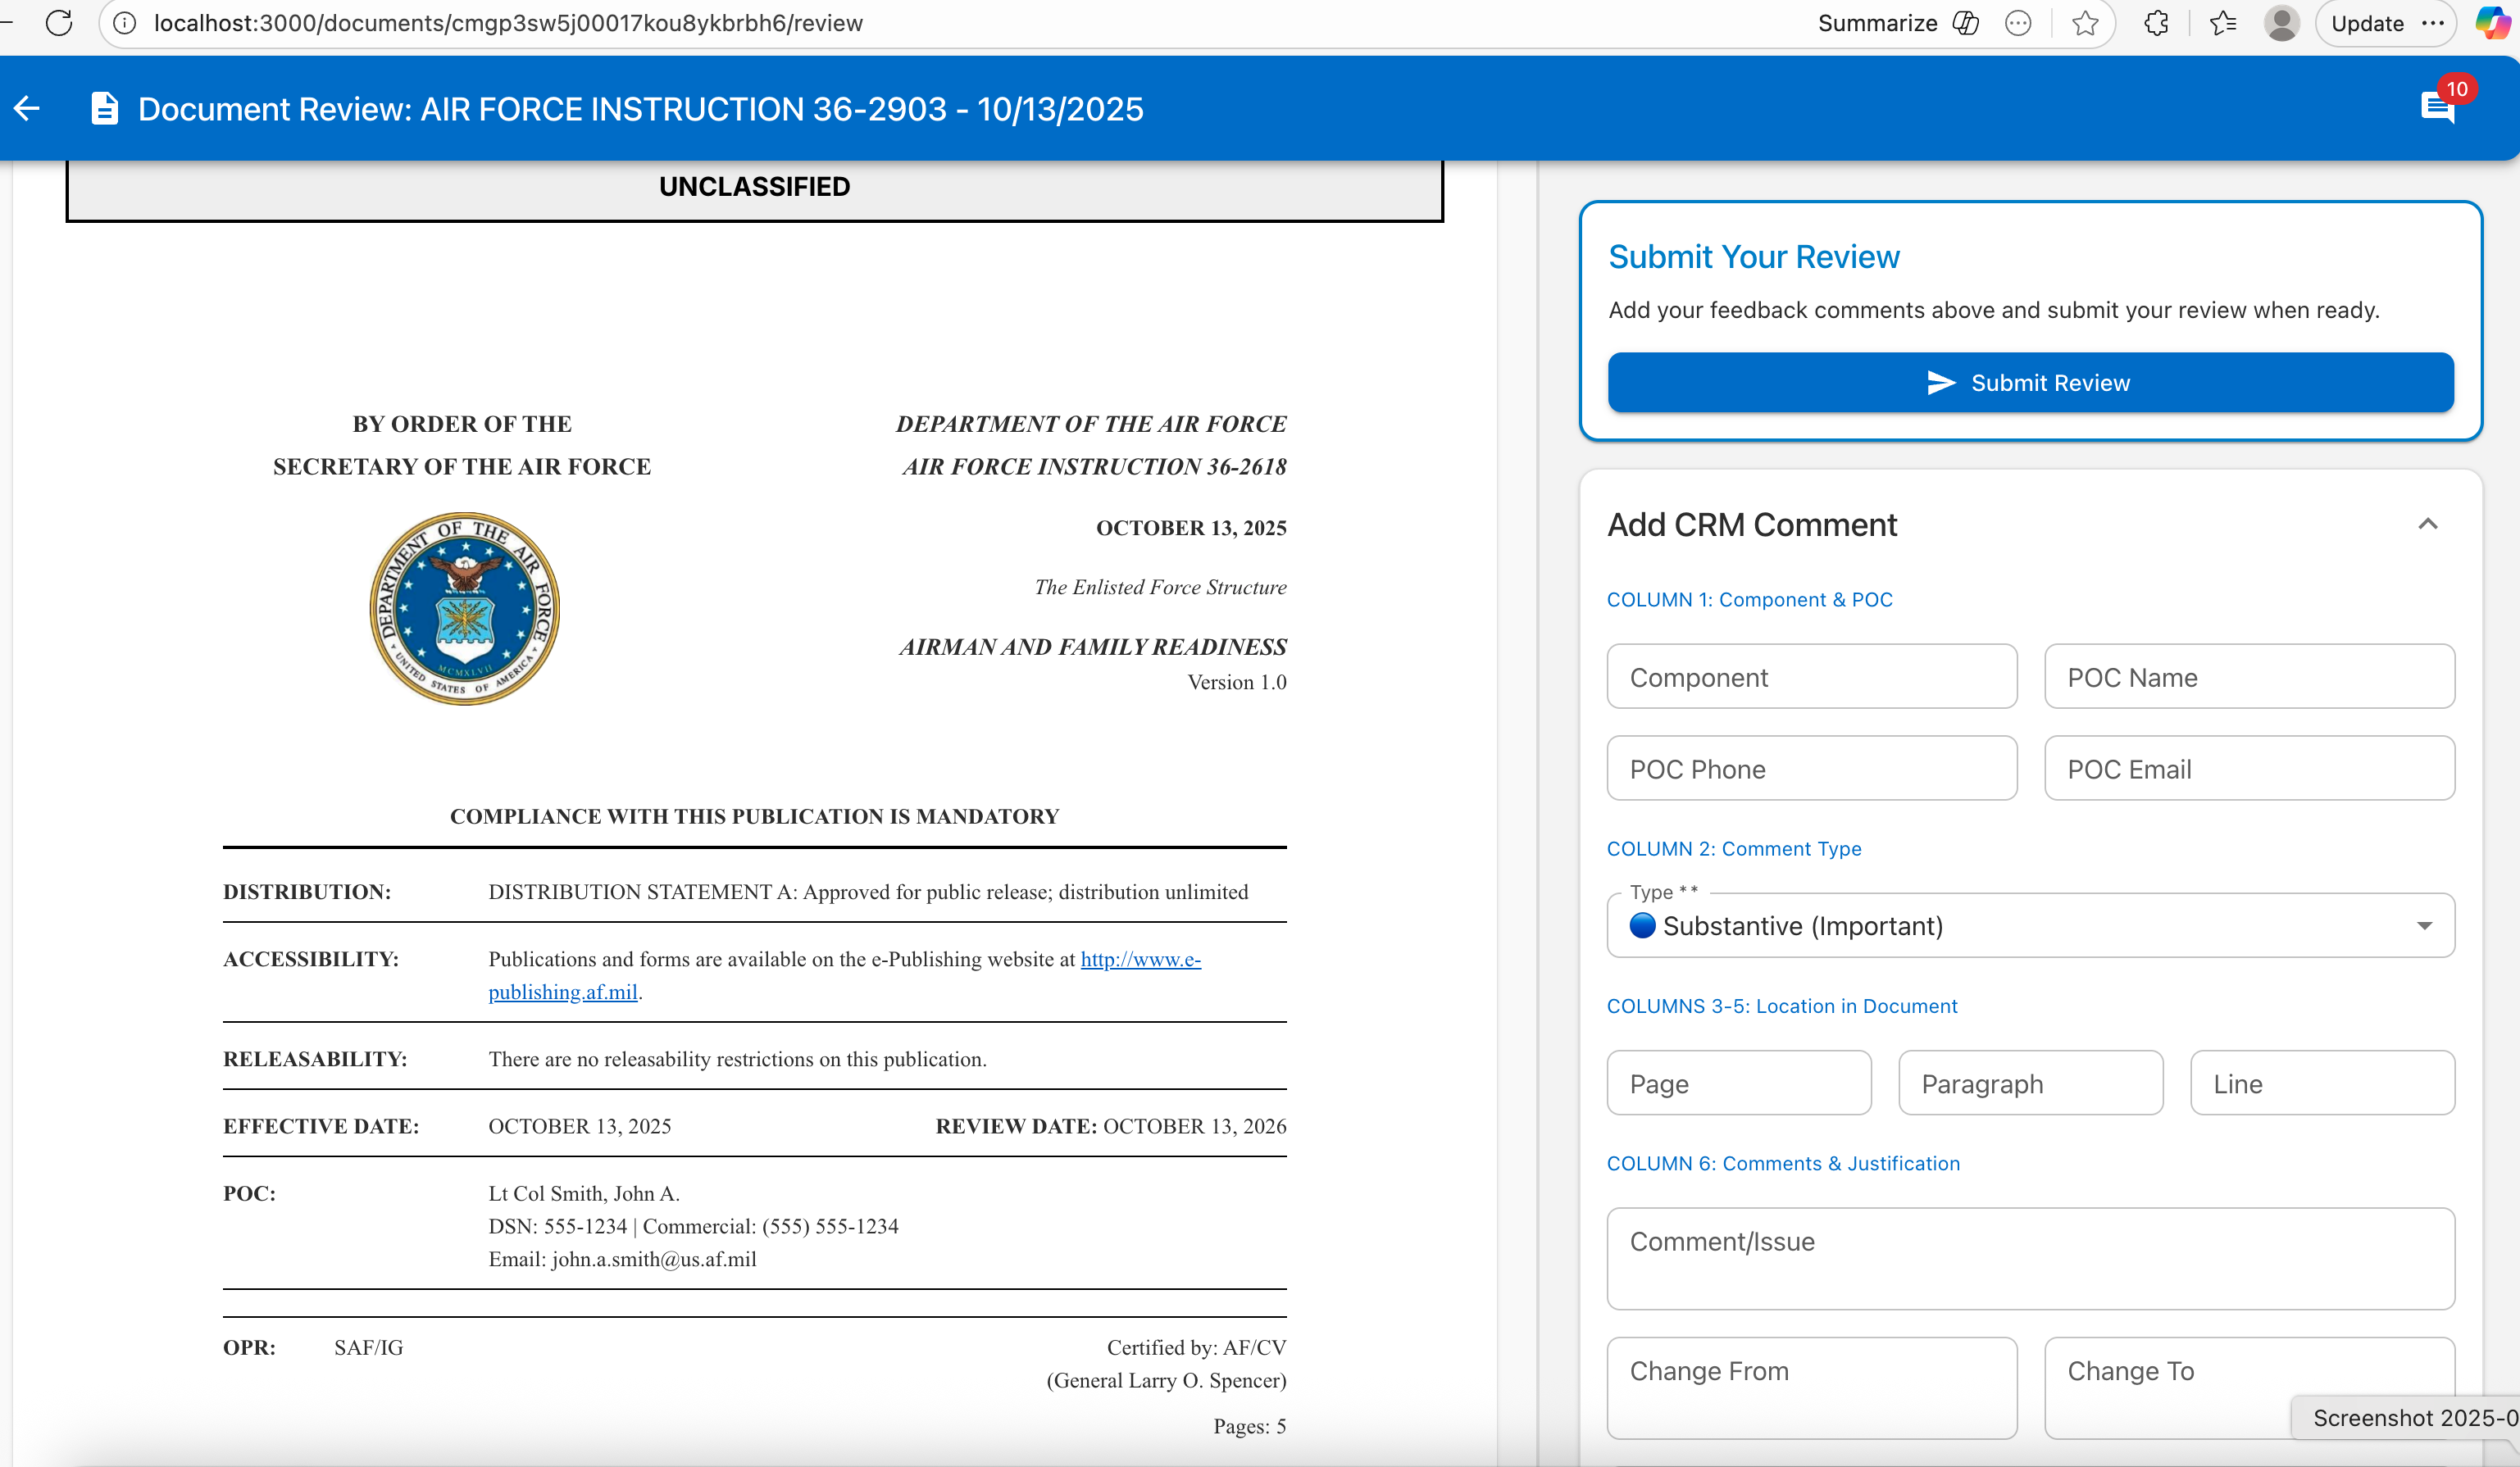 localhost:3000/documents/cmgp3sw5j00017kou8ykbrbh6/review
Summarize
Update
Document Review: AIR FORCE INSTRUCTION 36-2903 - 10/13/2025
10
UNCLASSIFIED
BY ORDER OF THE
SECRETARY OF THE AIR FORCE
DEPARTMENT OF THE AIR FORCE
UNITED STATES OF AMERICA
MCMXLVII
DEPARTMENT OF THE AIR FORCE
AIR FORCE INSTRUCTION 36-2618
OCTOBER 13, 2025
The Enlisted Force Structure
AIRMAN AND FAMILY READINESS
Version 1.0
COMPLIANCE WITH THIS PUBLICATION IS MANDATORY
DISTRIBUTION: DISTRIBUTION STATEMENT A: Approved for public release; distribution unlimited
ACCESSIBILITY: Publications and forms are available on the e-Publishing website at http://www.e-
publishing.af.mil.
RELEASABILITY: There are no releasability restrictions on this publication.
EFFECTIVE DATE: OCTOBER 13, 2025 REVIEW DATE: OCTOBER 13, 2026
POC: Lt Col Smith, John A.
DSN: 555-1234 | Commercial: (555) 555-1234
Email: john.a.smith@us.af.mil
OPR: SAF/IG Certified by: AF/CV
(General Larry O. Spencer)
Pages: 5
Submit Your Review
Add your feedback comments above and submit your review when ready.
Submit Review
Add CRM Comment
COLUMN 1: Component & POC
Component POC Name
POC Phone POC Email
COLUMN 2: Comment Type
Type **
Substantive (Important)
COLUMNS 3-5: Location in Document
Page Paragraph Line
COLUMN 6: Comments & Justification
Comment/Issue
Change From Change To
Screenshot 2025-0